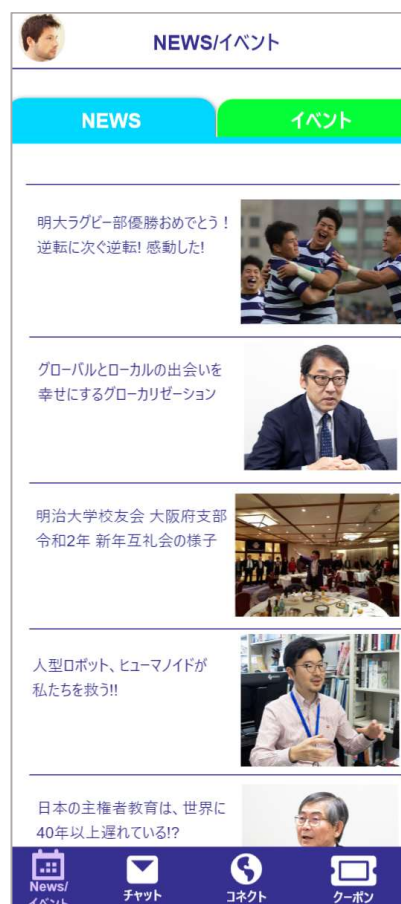 NEWS/イベント
NEWS
イベント
明大ラグビー部優勝おめでとう！
逆転に次ぐ逆転! 感動した!
グローバルとローカルの出会いを
幸せにするグローカリゼーション
明治大学校友会 大阪府支部
令和2年 新年互礼会の様子
人型ロボット、ヒューマノイドが
私たちを救う!!
日本の主権者教育は、世界に
40年以上遅れている!?
News/
イベント
チャット
コネクト
クーポン